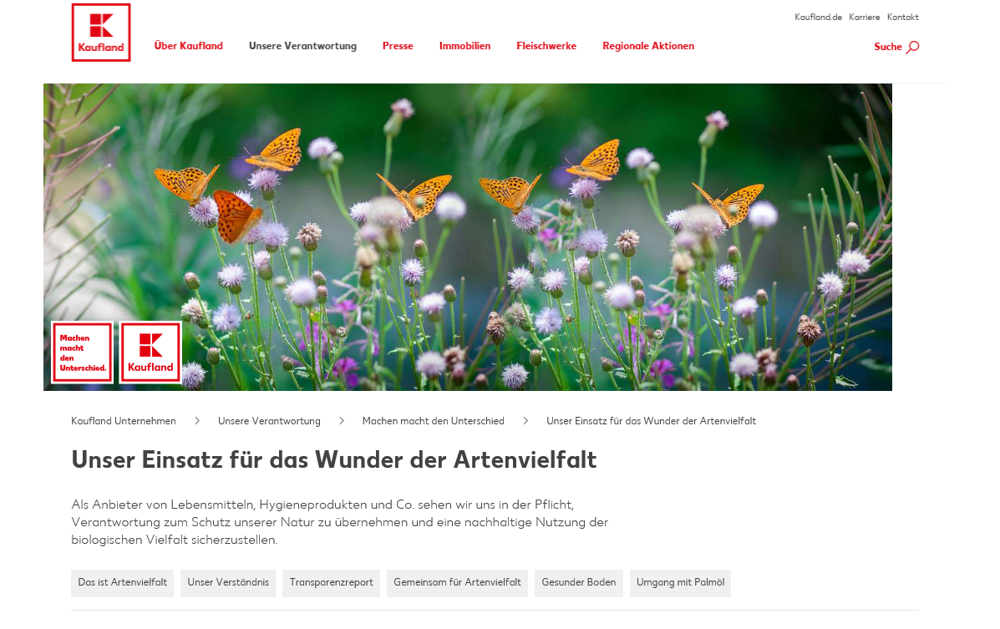 Kaufland.de Karriere Kontakt
Kaufland
Über Kaufland Unsere Verantwortung Presse Immobilien Fleischwerke Regionale Aktionen Suche
Machen
macht
den
Unterschied.
Kaufland
Kaufland Unternehmen > Unsere Verantwortung > Machen macht den Unterschied > Unser Einsatz für das Wunder der Artenvielfalt
Unser Einsatz für das Wunder der Artenvielfalt
Als Anbieter von Lebensmitteln, Hygieneprodukten und Co. sehen wir uns in der Pflicht,
Verantwortung zum Schutz unserer Natur zu übernehmen und eine nachhaltige Nutzung der
biologischen Vielfalt sicherzustellen.
Das ist Artenvielfalt Unser Verständnis Transparenzreport Gemeinsam für Artenvielfalt Gesunder Boden Umgang mit Palmöl